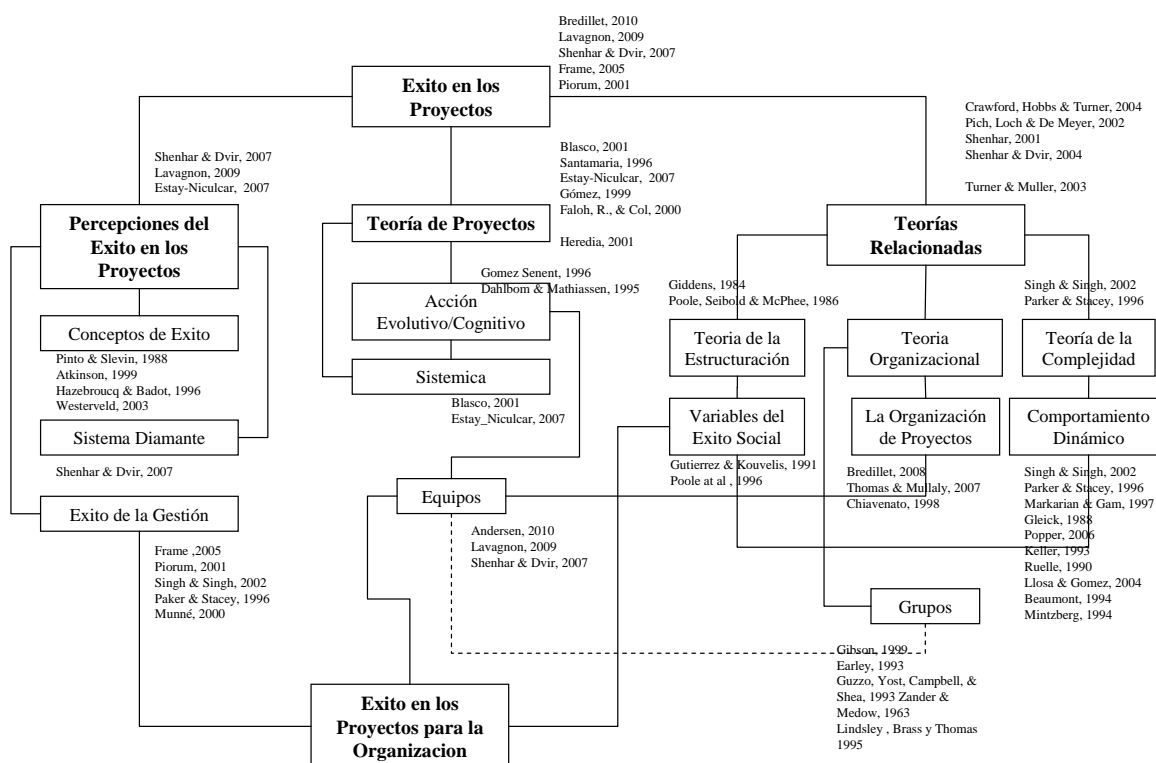 Bredillet, 2010
Lavagnon, 2009
Shenhar & Dvir, 2007
Frame, 2005
Piorum, 2001
Exito en los
Proyectos
Crawford, Hobbs & Turner, 2004
Pich, Loch & De Meyer, 2002
Shenhar, 2001
Shenhar & Dvir, 2004
Turner & Muller, 2003
Shenhar & Dvir, 2007
Lavagnon, 2009
Estay-Niculcar, 2007
Blasco, 2001
Santamaria, 1996
Estay-Niculcar, 2007
Gómez, 1999
Faloh, R., & Col, 2000
Heredia, 2001
Percepciones del
Exito en los
Proyectos
Teoría de Proyectos
Teorías
Relacionadas
Gomez Senent, 1996
Dahlbom & Mathiassen, 1995
Giddens, 1984
Poole, Seibold & McPhee, 1986
Singh & Singh, 2002
Parker & Stacey, 1996
Conceptos de Exito
Acción
Evolutivo/Cognitivo
Teoria de la
Estructuración
Teoria
Organizacional
Teoría de la
Complejidad
Pinto & Slevin, 1988
Atkinson, 1999
Hazebroucq & Badot, 1996
Westerveld, 2003
Sistemica
Blasco, 2001
Estay_Niculcar, 2007
Sistema Diamante
Variables del
Exito Social
La Organización
de Proyectos
Comportamiento
Dinámico
Shenhar & Dvir, 2007
Gutierrez & Kouvelis, 1991
Poole at al , 1996
Bredillet, 2008
Thomas & Mullaly, 2007
Chiavenato, 1998
Singh & Singh, 2002
Parker & Stacey, 1996
Markarian & Gam, 1997
Gleick, 1988
Popper, 2006
Keller, 1993
Ruelle, 1990
Llosa & Gomez, 2004
Beaumont, 1994
Mintzberg, 1994
Exito de la Gestión
Equipos
Andersen, 2010
Lavagnon, 2009
Shenhar & Dvir, 2007
Frame ,2005
Piorum, 2001
Singh & Singh, 2002
Paker & Stacey, 1996
Munné, 2000
Grupos
Gibson, 1999
Earley, 1993
Guzzo, Yost, Campbell, &
Shea, 1993 Zander &
Medow, 1963
Lindsley , Brass y Thomas
1995
Exito en los
Proyectos para la
Organizacion